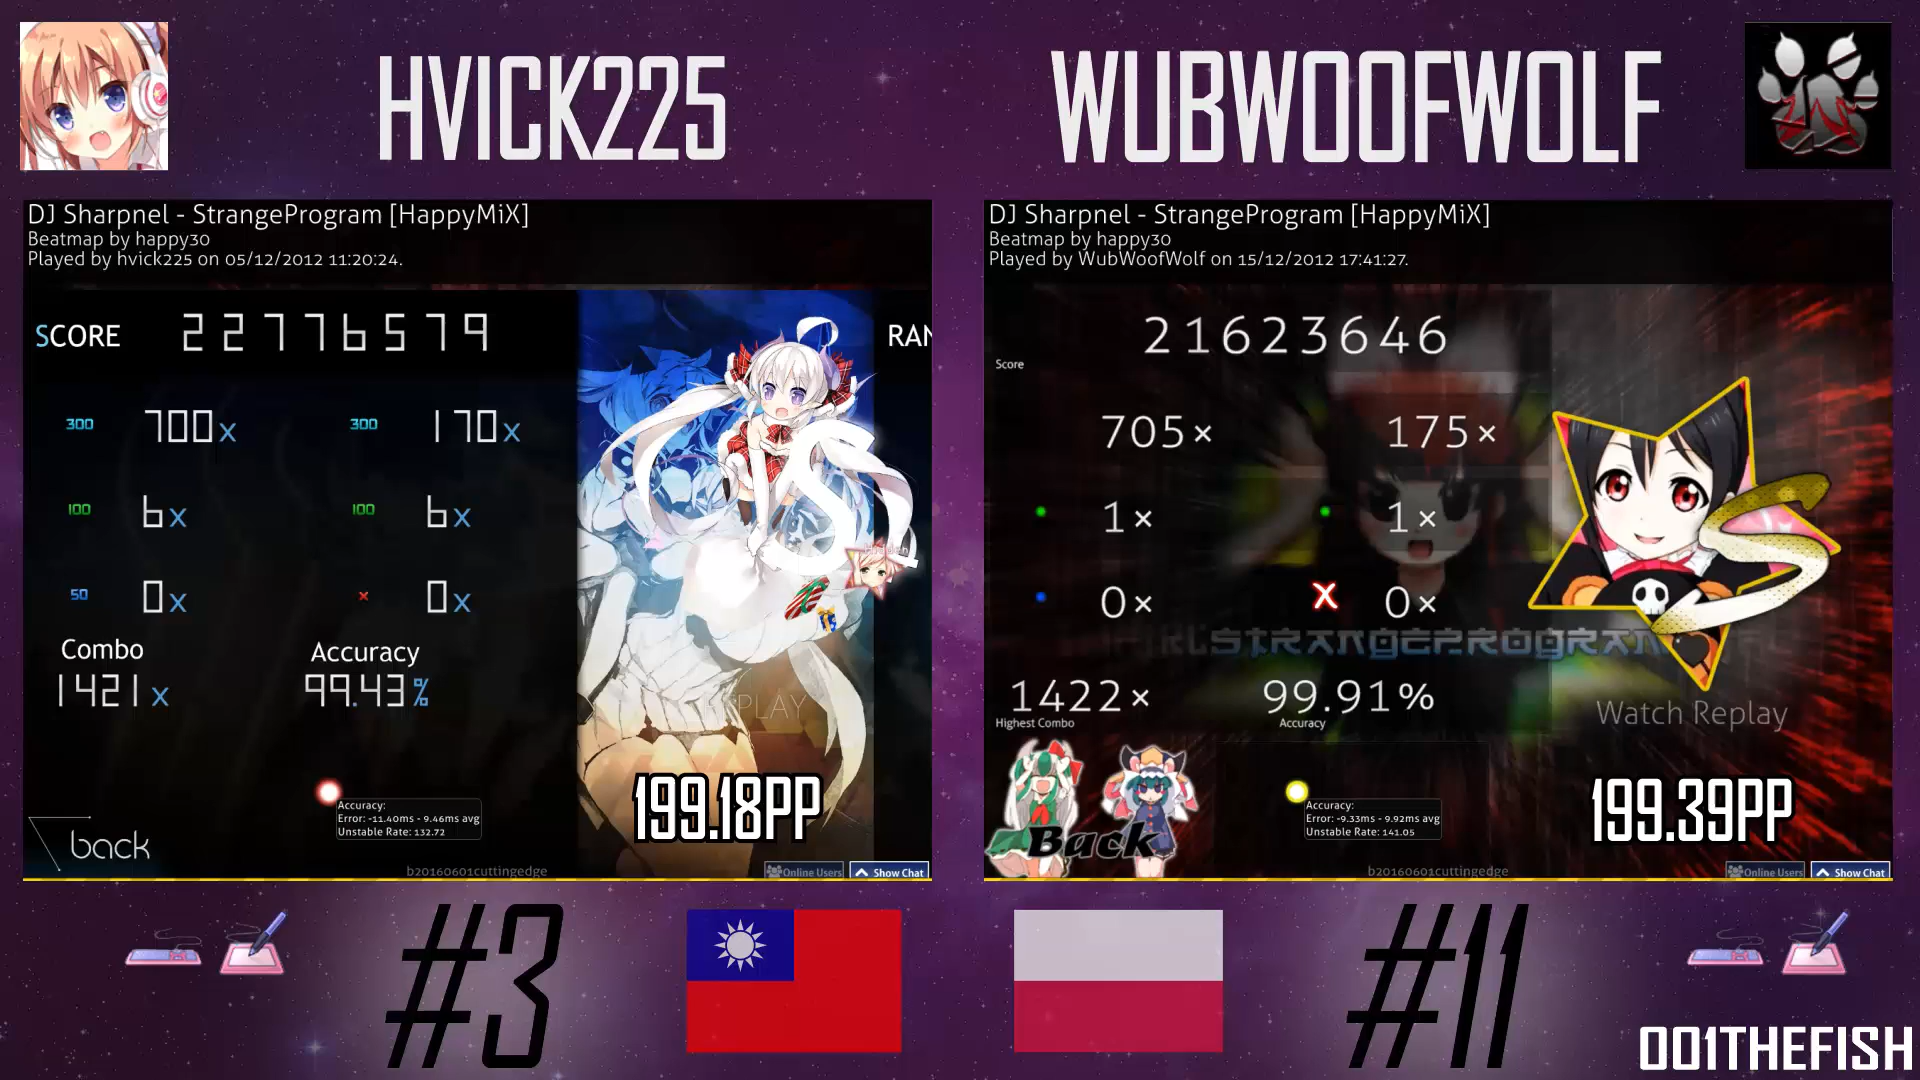 HVICK225
WUBWOOFWOLF
DJ Sharpnel - StrangeProgram [HappyMiX]
Beatmap by happy30
Played by hvick225 on 05/12/2012 11:20:24.
SCORE 22776579
RAN
300 700x 300 170x
100 6x 100 6x
50 0x x 0x
Combo Accuracy
1421x 99.43%
REPLAY
199.18PP
Accuracy:
Error: -11.40ms - 9.46ms avg
Unstable Rate: 132.72
back
b20160601cuttingedge
Online Users Show Chat
DJ Sharpnel - StrangeProgram [HappyMiX]
Beatmap by happy30
Played by WubWoofWolf on 15/12/2012 17:41:27.
21623646
Score
705× 175×
1× 1×
0× X 0×
STRANGEPROGRAM
1422× 99.91%
Highest Combo Accuracy
Watch Replay
199.39PP
Accuracy:
Error: -9.33ms - 9.92ms avg
Unstable Rate: 141.05
Back
b20160601cuttingedge
Online Users Show Chat
#3
#11
001THEFISH